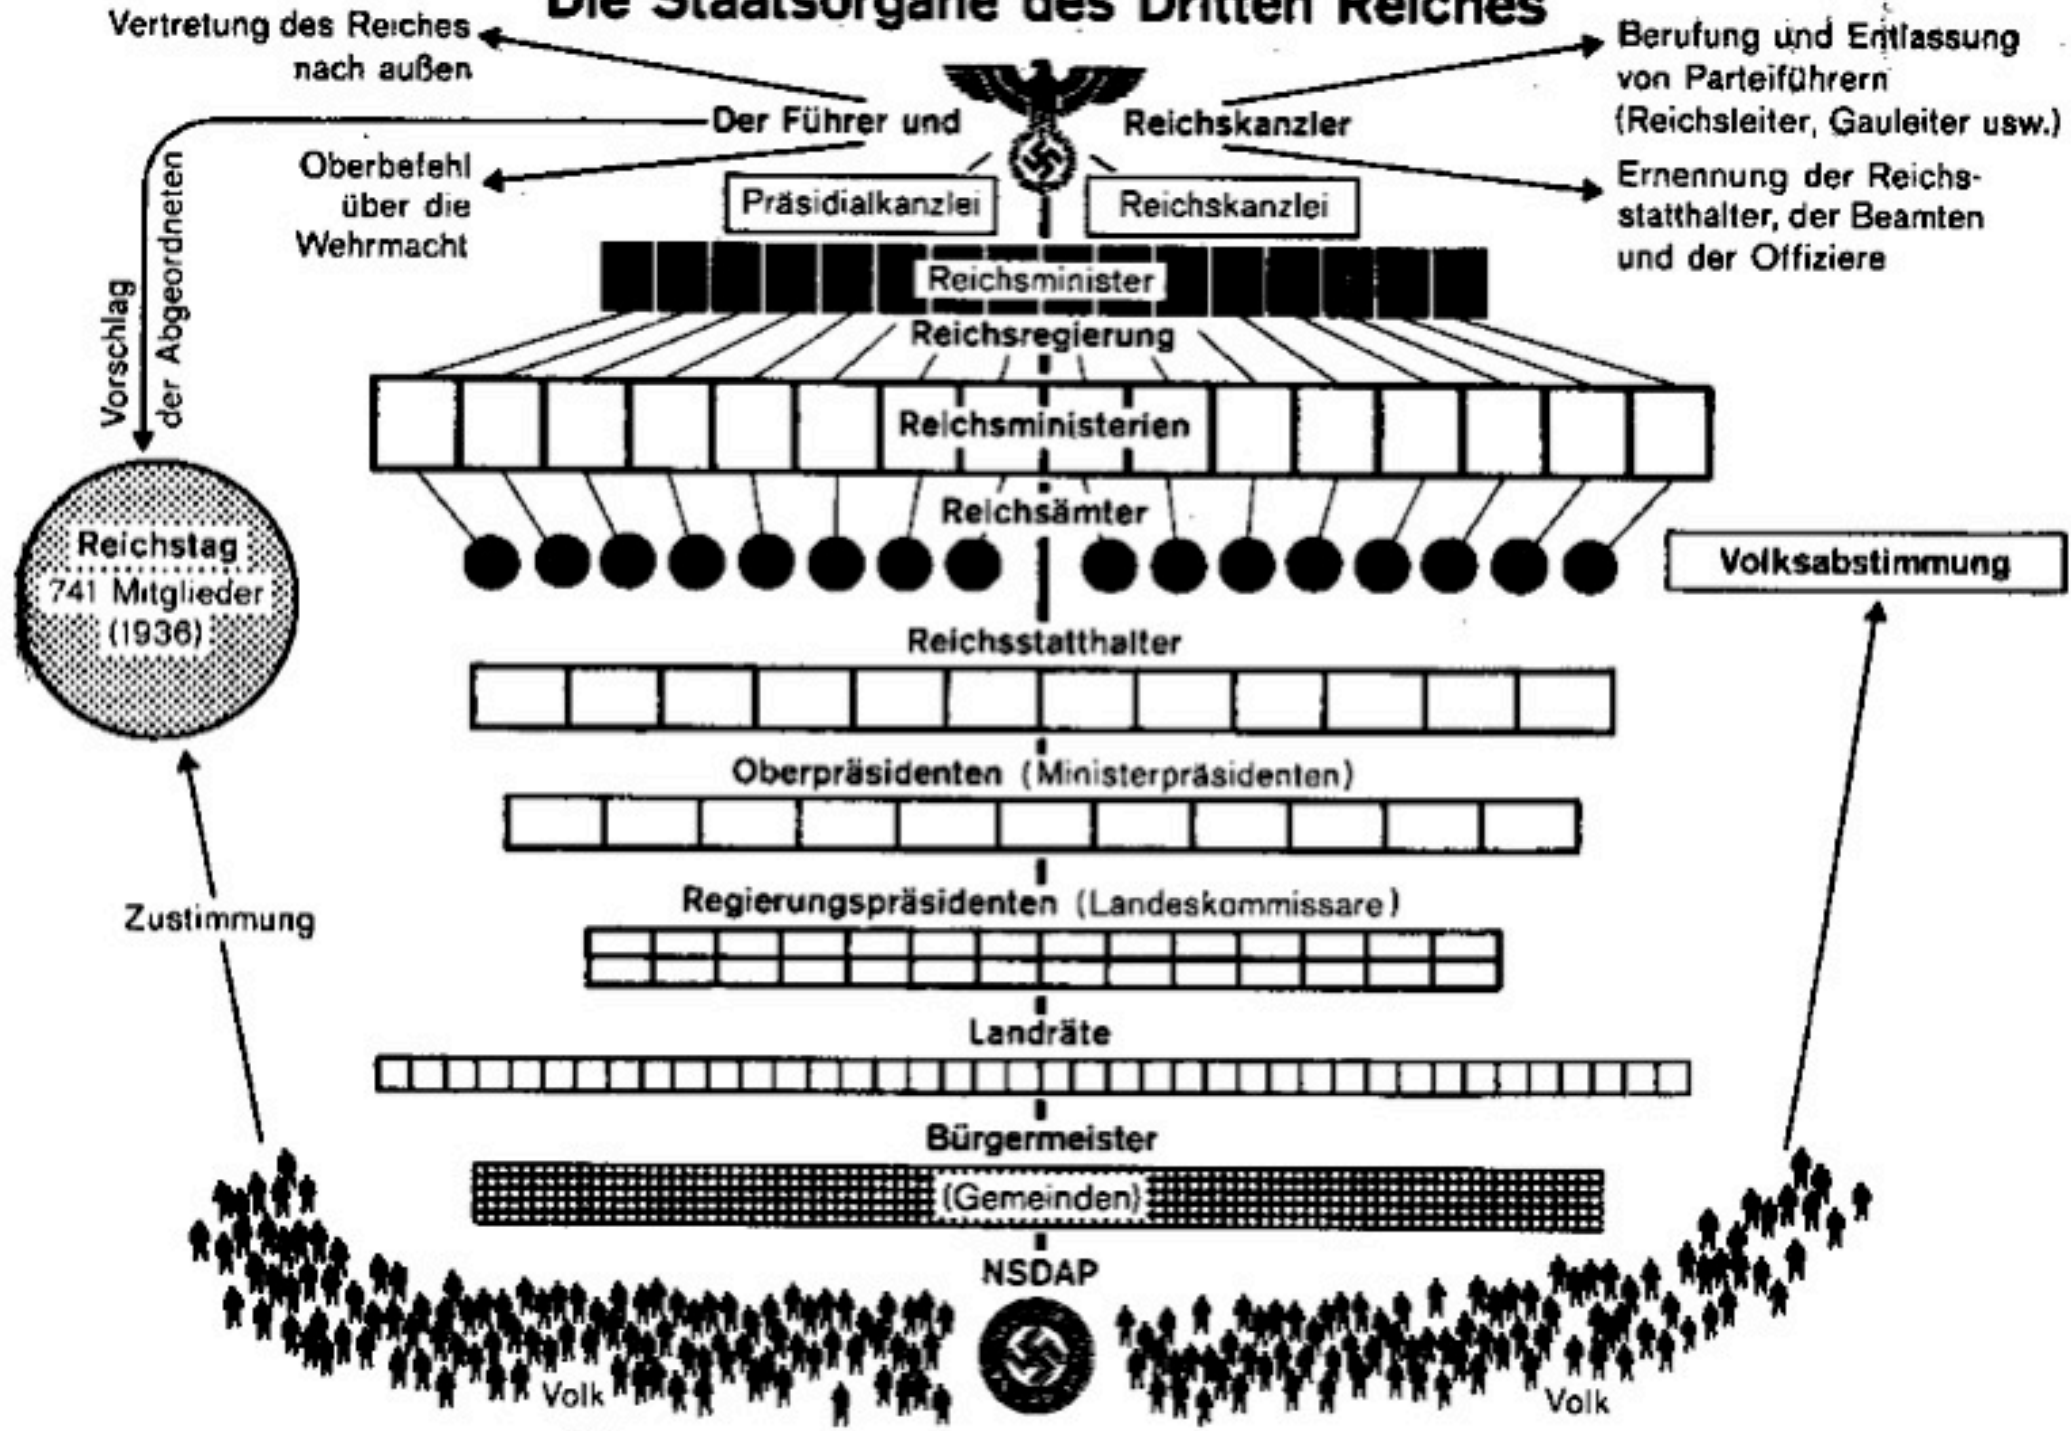 Die Staatsorgane des Dritten Reiches
Vertretung des Reiches
nach außen
Der Führer und
Reichskanzler
Berufung und Entlassung
von Parteiführern
(Reichsleiter, Gauleiter usw.)
Oberbefehl
über die
Wehrmacht
Präsidialkanzlei
Reichskanzlei
Ernennung der Reichs-
statthalter, der Beamten
und der Offiziere
Vorschlag
der Abgeordneten
Reichsminister
Reichsregierung
Reichsministerien
Reichsämter
Reichstag
741 Mitglieder
(1936)
Volksabstimmung
Reichsstatthalter
Oberpräsidenten (Ministerpräsidenten)
Regierungspräsidenten (Landeskommissare)
Zustimmung
Landräte
Bürgermeister
(Gemeinden)
NSDAP
Volk
Volk